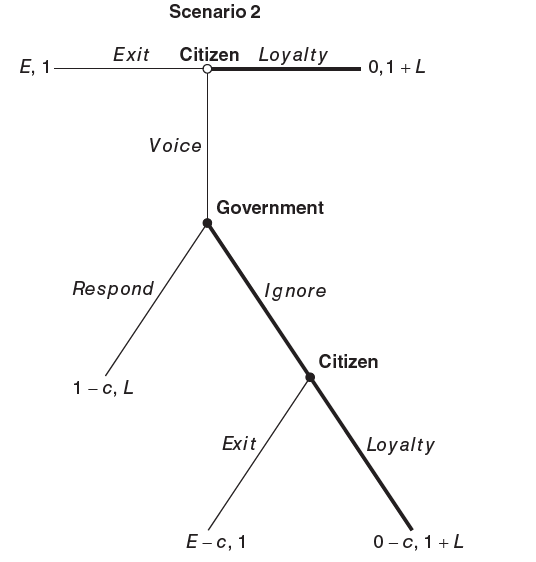 Scenario 2
E, 1 Exit Citizen Loyalty 0, 1 + L
Voice
Government
Respond Ignore
Citizen
1 – c, L
Exit Loyalty
E – c, 1 0 – c, 1 + L